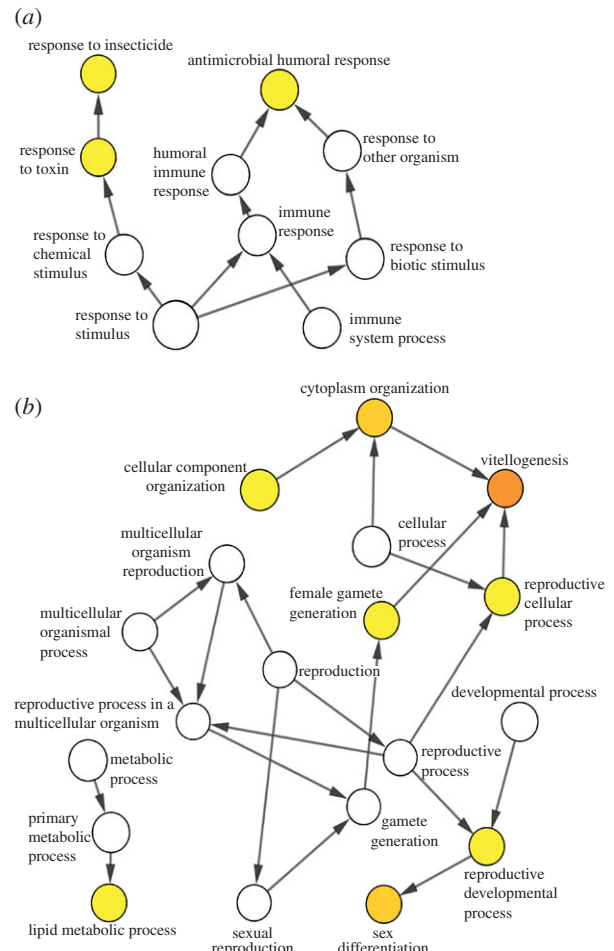 (a)
response to insecticide
antimicrobial humoral response
response
to toxin
humoral
immune
response
response to
other organism
immune
response
response to
chemical
stimulus
response to
biotic stimulus
response to
stimulus
immune
system process
(b)
cytoplasm organization
cellular component
organization
vitellogenesis
cellular
process
multicellular
organism
reproduction
female gamete
generation
reproductive
cellular
process
multicellular
organismal
process
reproduction
developmental process
reproductive process in a
multicellular organism
metabolic
process
reproductive
process
primary
metabolic
process
gamete
generation
reproductive
developmental
process
lipid metabolic process
sexual
reproduction
sex
differentiation